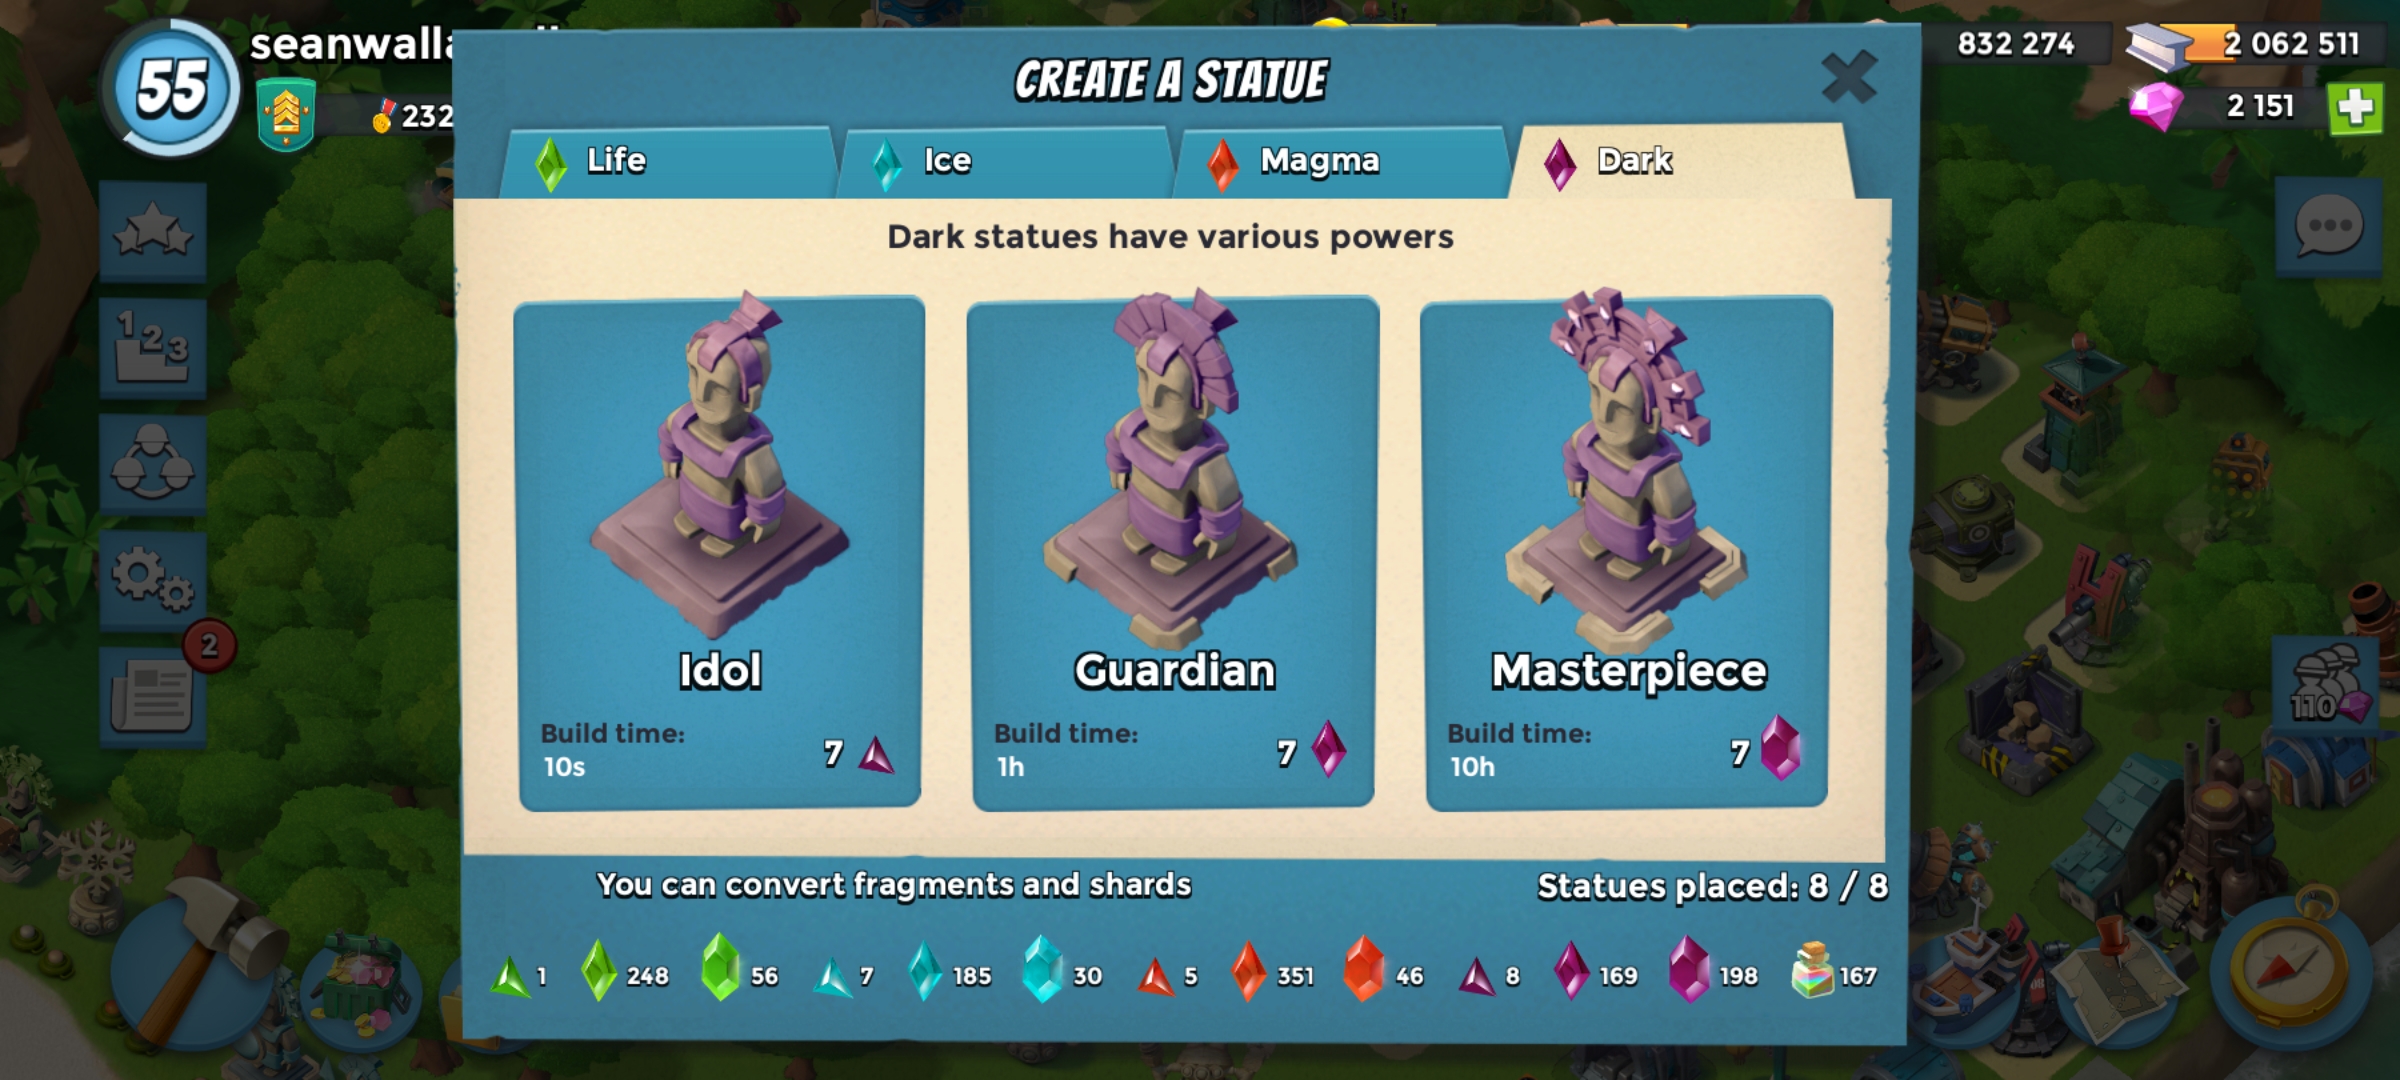 55
CREATE A STATUE
832 274
2 062 511
232
2 151
Life
Ice
Magma
Dark
Dark statues have various powers
1 2 3
2
Idol
Build time:
10s
7
Guardian
Build time:
1h
7
Masterpiece
Build time:
10h
7
110
You can convert fragments and shards
Statues placed: 8 / 8
1
248
56
7
185
30
5
351
46
8
169
198
167